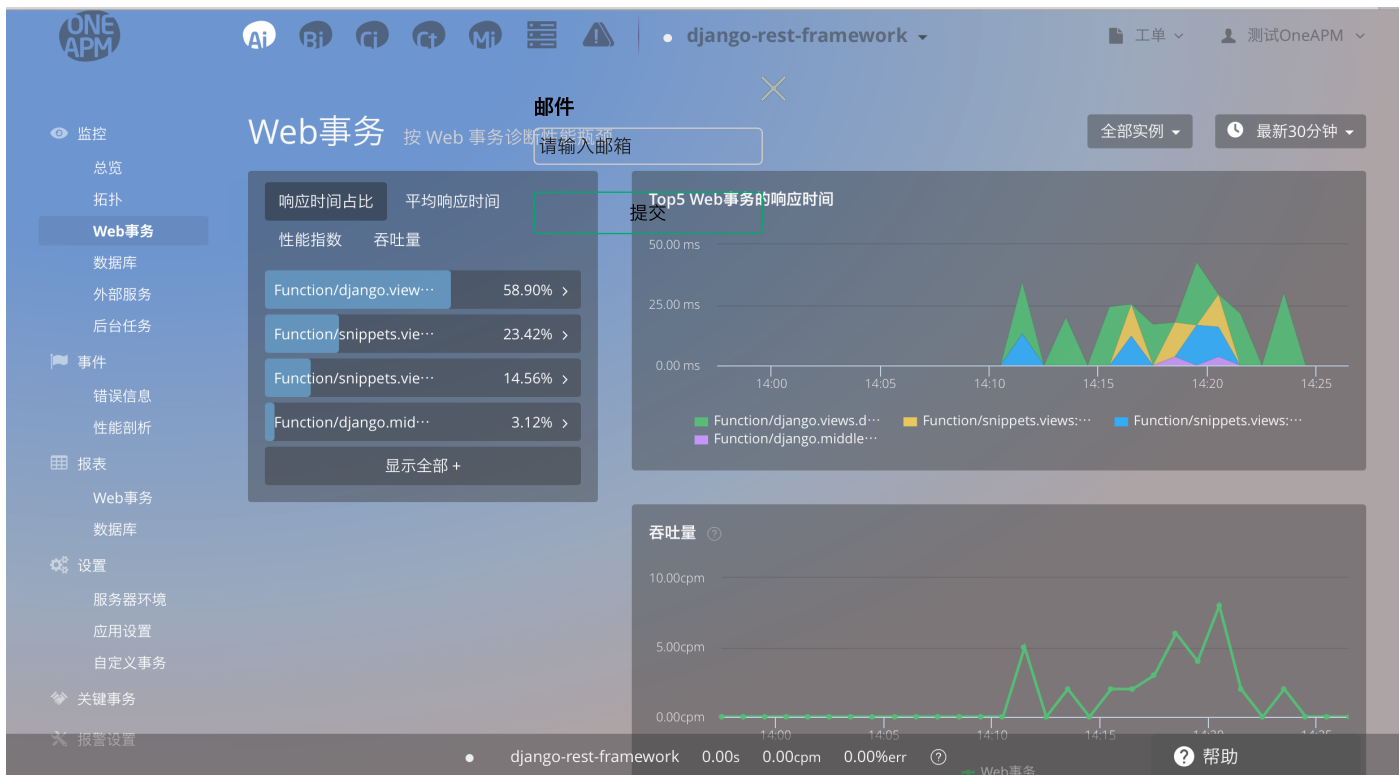 ONE
APM
Ai Bi Ci Ct Mi
django-rest-framework
工单
测试OneAPM
邮件
请输入邮箱
提交
监控
总览
拓扑
Web事务
数据库
外部服务
后台任务
事件
错误信息
性能剖析
报表
Web事务
数据库
设置
服务器环境
应用设置
自定义事务
关键事务
报警设置
Web事务 按 Web 事务诊断性能瓶颈
全部实例
最新30分钟
响应时间占比 平均响应时间
性能指数 吞吐量
Function/django.view… 58.90%
Function/snippets.vie… 23.42%
Function/snippets.vie… 14.56%
Function/django.mid… 3.12%
显示全部 +
Top5 Web事务的响应时间
50.00 ms
25.00 ms
0.00 ms
14:00 14:05 14:10 14:15 14:20 14:25
Function/django.views.d… Function/snippets.views:… Function/snippets.views:…
Function/django.middle…
吞吐量 ?
10.00cpm
5.00cpm
0.00cpm
14:00 14:05 14:10 14:15 14:20 14:25
Web事务
django-rest-framework 0.00s 0.00cpm 0.00%err ?
? 帮助